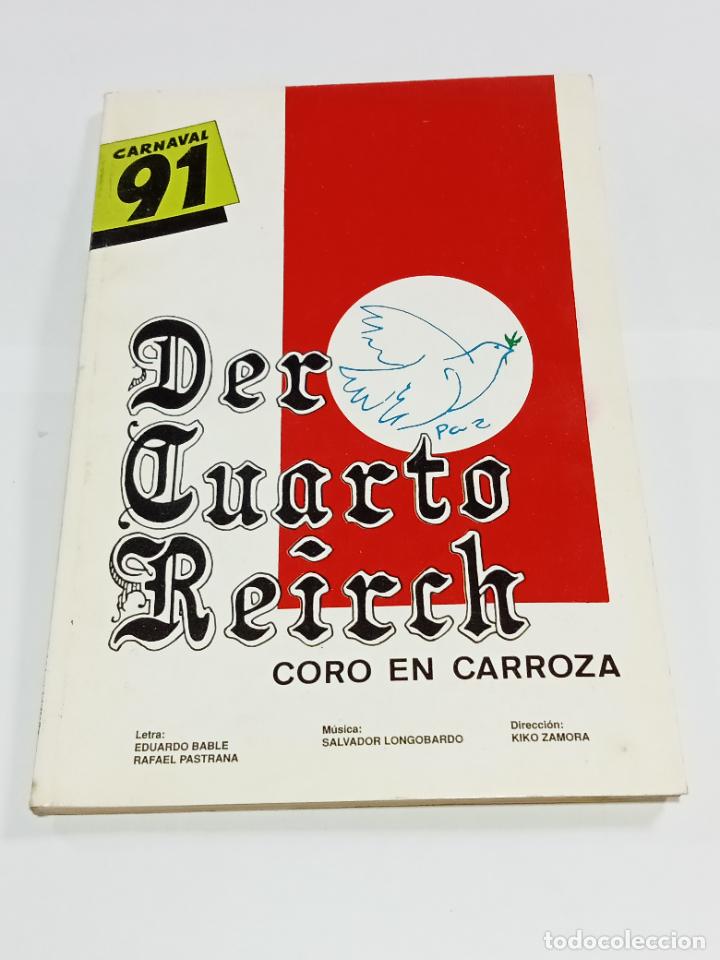 CARNAVAL
91
Der
Cuarto
Reirch
Paz
CORO EN CARROZA
Letra:
EDUARDO BABLE
RAFAEL PASTRANA
Música:
SALVADOR LONGOBARDO
Dirección:
KIKO ZAMORA
todocoleccion